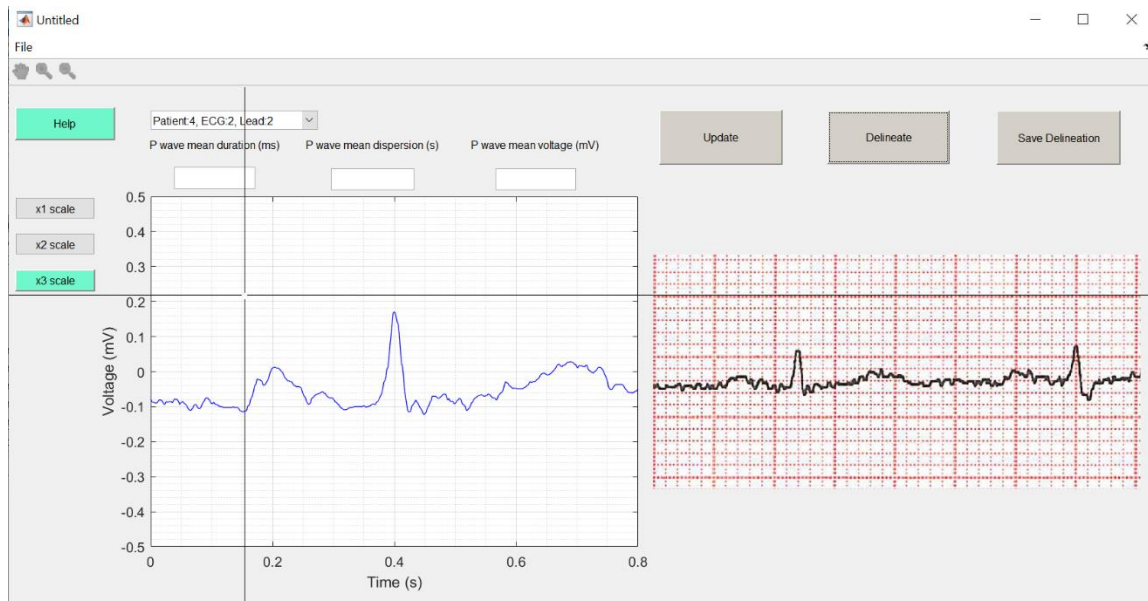 Untitled
File
Help
Patient:4, ECG:2, Lead:2
P wave mean duration (ms)
P wave mean dispersion (s)
P wave mean voltage (mV)
Update
Delineate
Save Delineation
x1 scale
x2 scale
x3 scale
0.5
0.4
0.3
0.2
0.1
0
-0.1
-0.2
-0.3
-0.4
-0.5
Voltage (mV)
0
0.2
0.4
0.6
0.8
Time (s)